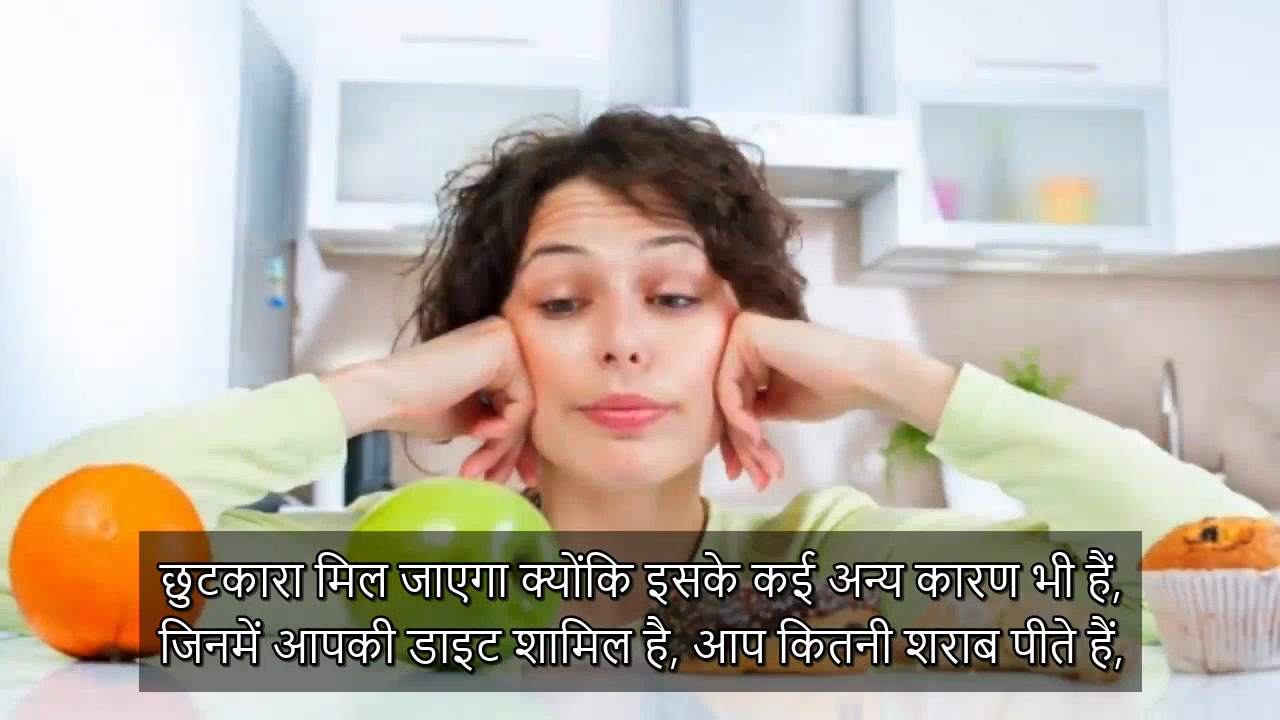 छुटकारा मिल जाएगा क्योंकि इसके कई अन्य कारण भी हैं,
जिनमें आपकी डाइट शामिल है, आप कितनी शराब पीते हैं,